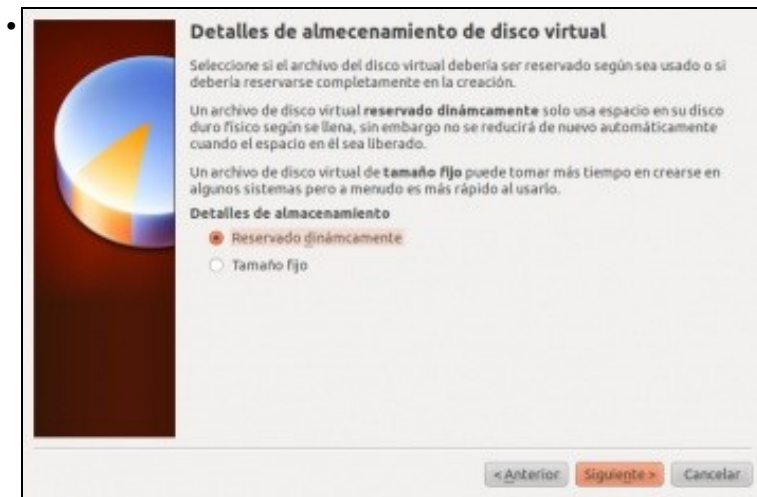 Detalles de almecenamiento de disco virtual
Seleccione si el archivo del disco virtual debería ser reservado según sea usado o si
debería reservarse completamente en la creación.
Un archivo de disco virtual reservado dinámcamente solo usa espacio en su disco
duro físico según se llena, sin embargo no se reducirá de nuevo automáticamente
cuando el espacio en él sea liberado.
Un archivo de disco virtual de tamaño fijo puede tomar más tiempo en crearse en
algunos sistemas pero a menudo es más rápido al usarlo.
Detalles de almacenamiento
Reservado dinámcamente
Tamaño fijo
< Anterior Siguiente > Cancelar